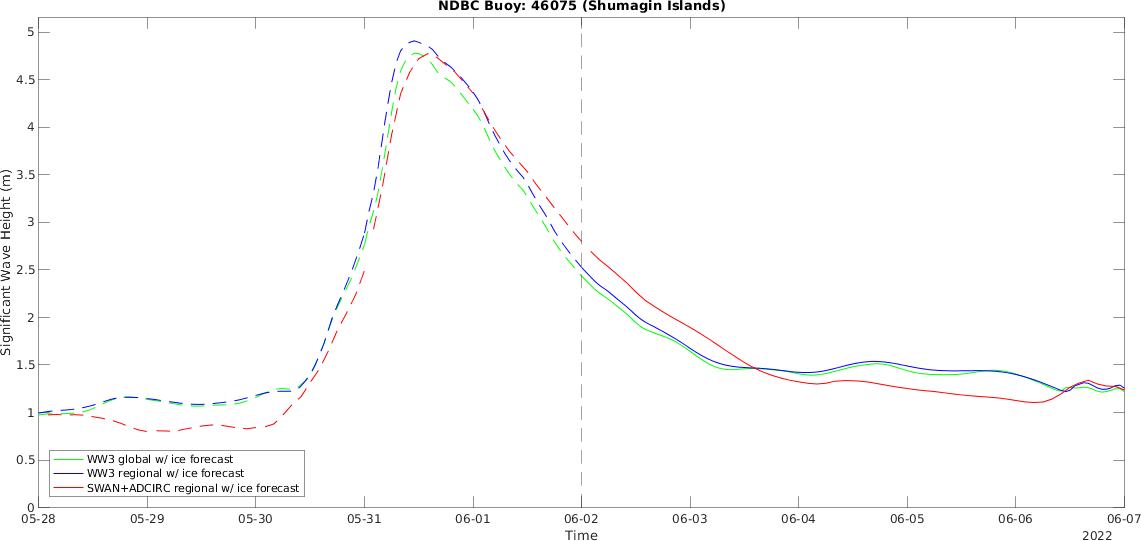 NDBC Buoy: 46075 (Shumagin Islands)
5
4.5
4
3.5
3
2.5
2
1.5
1
0.5
0
Significant Wave Height (m)
WW3 global w/ ice forecast
WW3 regional w/ ice forecast
SWAN+ADCIRC regional w/ ice forecast
05-28 05-29 05-30 05-31 06-01 06-02 06-03 06-04 06-05 06-06 06-07
Time
2022